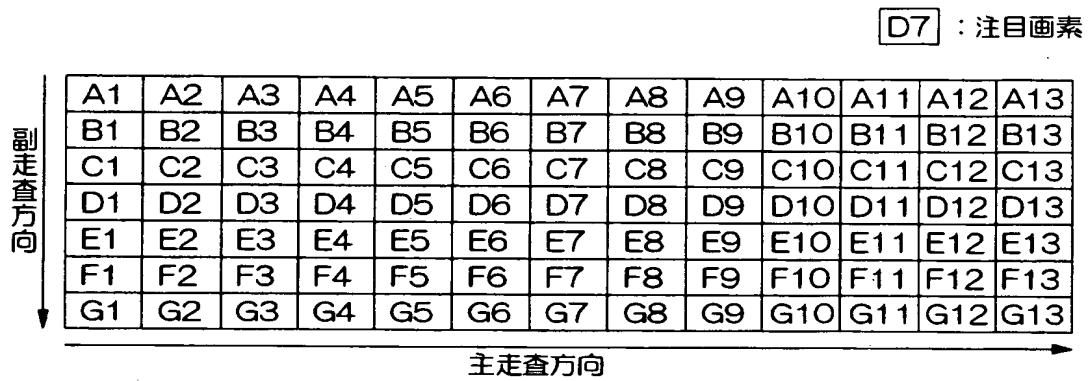 D7 :注目画素
A1 A2 A3 A4 A5 A6 A7 A8 A9 A10 A11 A12 A13
B1 B2 B3 B4 B5 B6 B7 B8 B9 B10 B11 B12 B13
C1 C2 C3 C4 C5 C6 C7 C8 C9 C10 C11 C12 C13
D1 D2 D3 D4 D5 D6 D7 D8 D9 D10 D11 D12 D13
E1 E2 E3 E4 E5 E6 E7 E8 E9 E10 E11 E12 E13
F1 F2 F3 F4 F5 F6 F7 F8 F9 F10 F11 F12 F13
G1 G2 G3 G4 G5 G6 G7 G8 G9 G10 G11 G12 G13
副走査方向
主走査方向